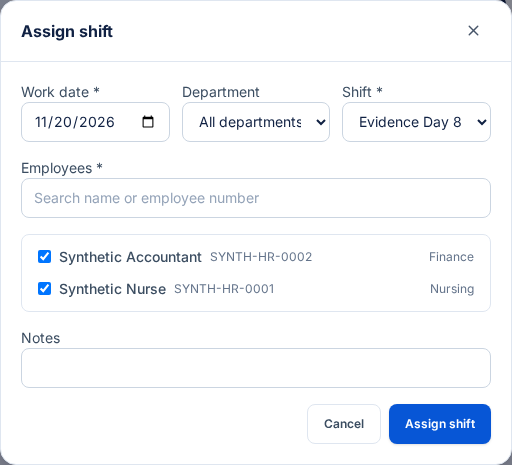 Assign shift
Work date *
Department
Shift *
11/20/2026
All departments
Evidence Day 8
Employees *
Search name or employee number
Synthetic Accountant SYNTH-HR-0002 Finance
Synthetic Nurse SYNTH-HR-0001 Nursing
Notes
Cancel
Assign shift